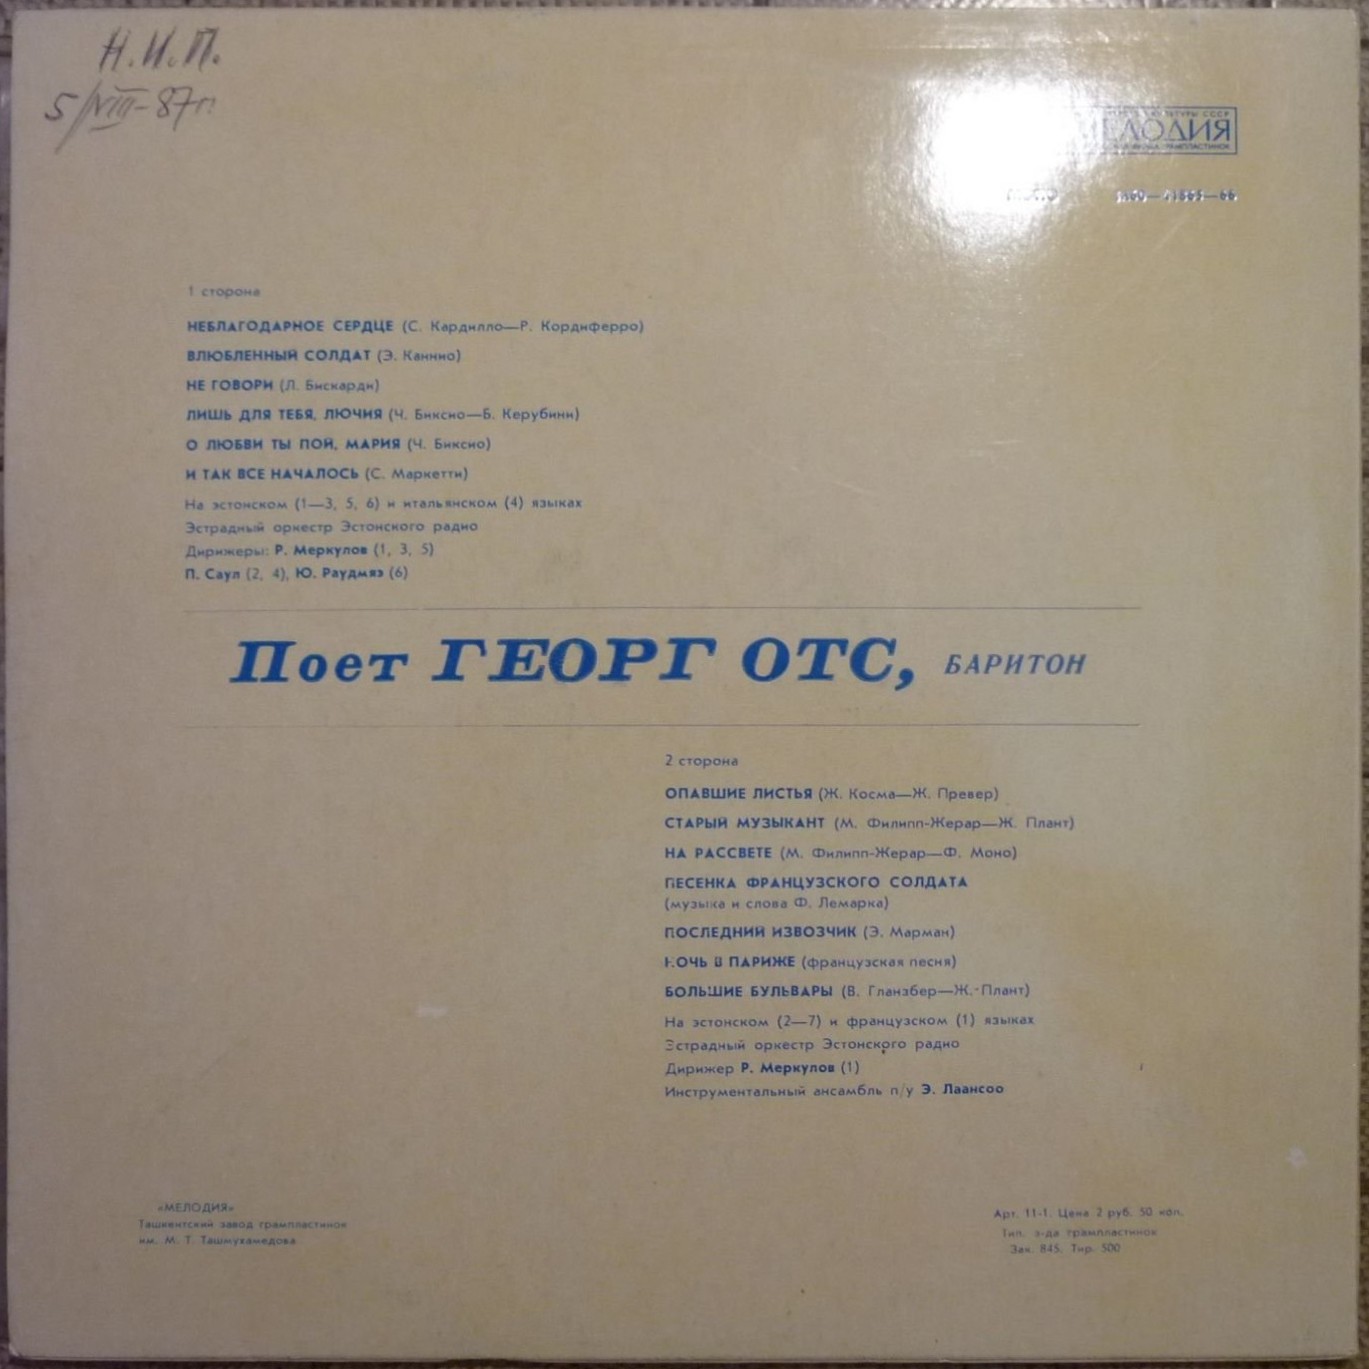 Н.И.П.
5/VIII-87г.
КУЛЬТУРЫ СССР
МЕЛОДИЯ
ГРАМПЛАСТИНОК
1 сторона
НЕБЛАГОДАРНОЕ СЕРДЦЕ (С. Кардилло—Р. Кордиферро)
ВЛЮБЛЕННЫЙ СОЛДАТ (Э. Каннио)
НЕ ГОВОРИ (Л. Бискарди)
ЛИШЬ ДЛЯ ТЕБЯ, ЛЮЧИЯ (Ч. Биксио—Б. Керубини)
О ЛЮБВИ ТЫ ПОЙ, МАРИЯ (Ч. Биксио)
И ТАК ВСЕ НАЧАЛОСЬ (С. Маркетти)
На эстонском (1—3, 5, 6) и итальянском (4) языках
Эстрадный оркестр Эстонского радио
Дирижеры: Р. Меркулов (1, 3, 5)
П. Саул (2, 4), Ю. Раудмяэ (6)
Поет ГЕОРГ ОТС, БАРИТОН
2 сторона
ОПАВШИЕ ЛИСТЬЯ (Ж. Косма—Ж. Превер)
СТАРЫЙ МУЗЫКАНТ (М. Филипп-Жерар—Ж. Плант)
НА РАССВЕТЕ (М. Филипп-Жерар—Ф. Моно)
ПЕСЕНКА ФРАНЦУЗСКОГО СОЛДАТА
(музыка и слова Ф. Лемарка)
ПОСЛЕДНИЙ ИЗВОЗЧИК (Э. Марман)
НОЧЬ В ПАРИЖЕ (французская песня)
БОЛЬШИЕ БУЛЬВАРЫ (В. Гланзбер—Ж. Плант)
На эстонском (2—7) и французском (1) языках
Эстрадный оркестр Эстонского радио
Дирижер Р. Меркулов (1)
Инструментальный ансамбль п/у Э. Лаансоо
«МЕЛОДИЯ»
Ташкентский завод грампластинок
им. М. Т. Ташмухамедова
Арт. 11-1. Цена 2 руб. 50 коп.
Тип. з-да грампластинок
Зак. 845. Тир. 500